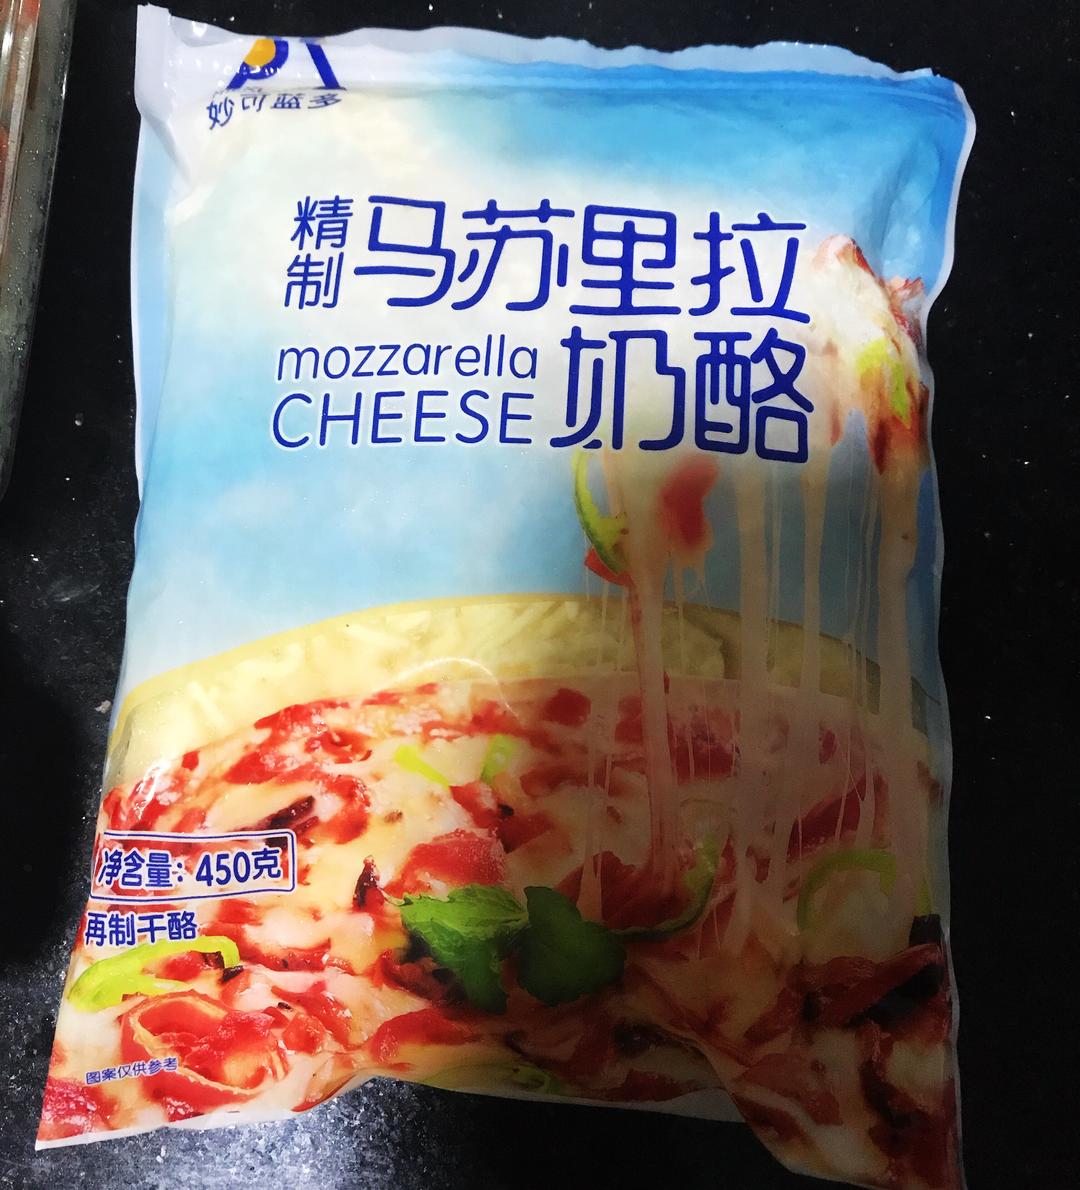 妙可蓝多
精制马苏里拉
mozzarella
CHEESE
奶酪
净含量：450克
再制干酪
图案仅供参考